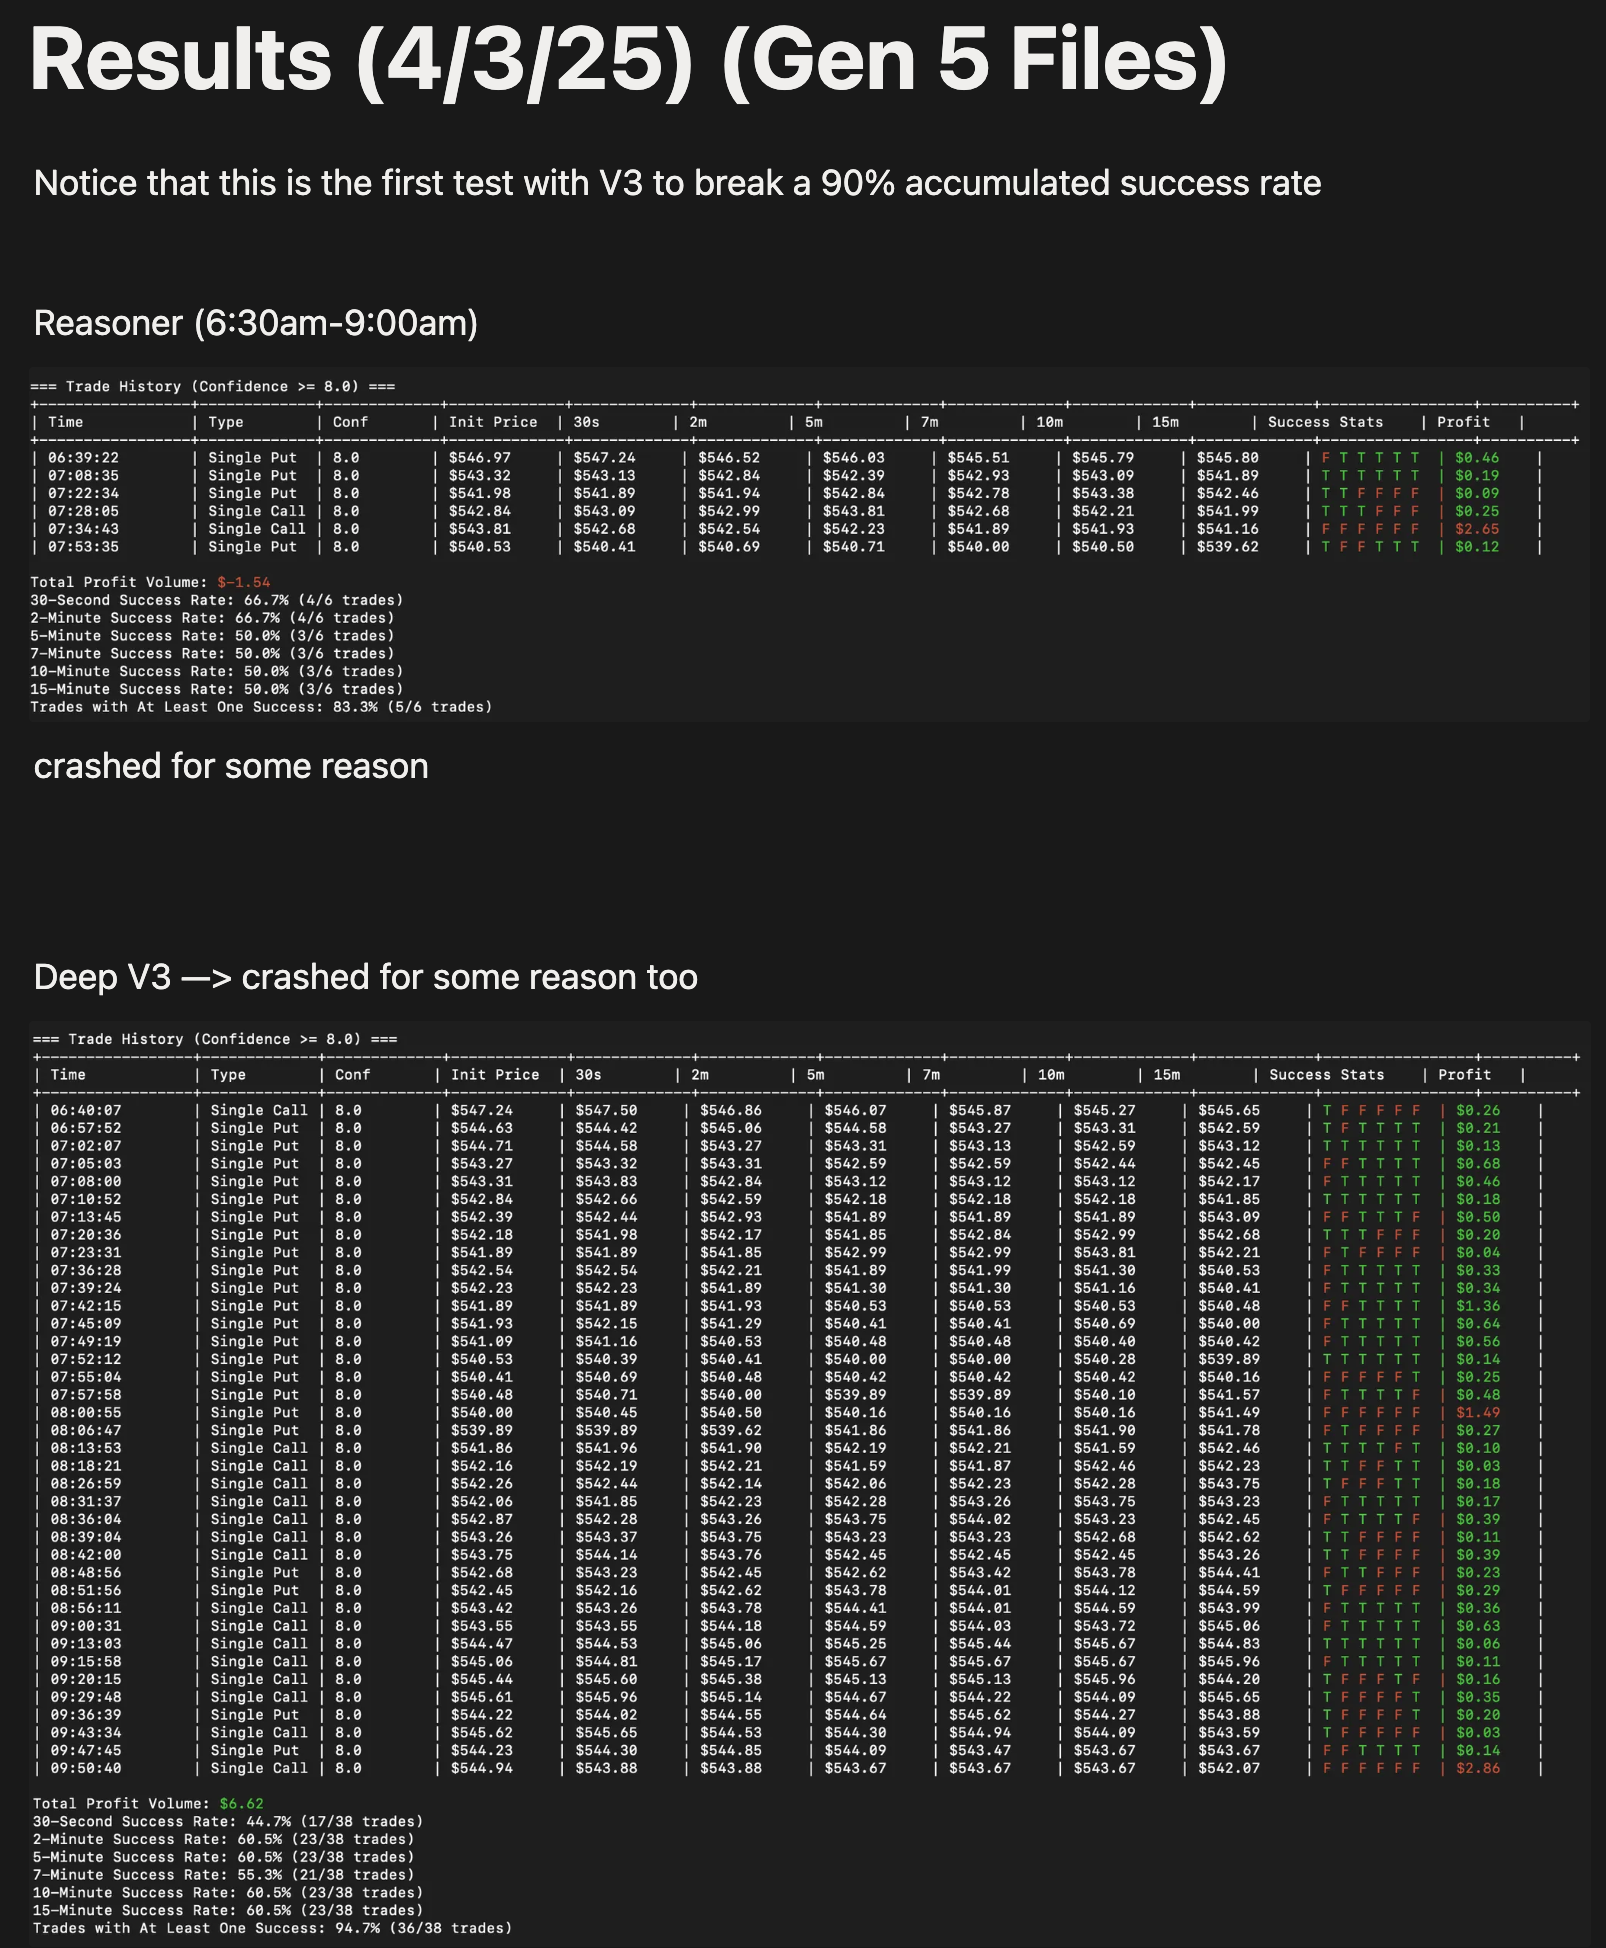 Results (4/3/25) (Gen 5 Files)
Notice that this is the first test with V3 to break a 90% accumulated success rate
Reasoner (6:30am-9:00am)
=== Trade History (Confidence >= 8.0) ===
| Time | Type | Conf | Init Price | 30s | 2m | 5m | 7m | 10m | 15m | Success Stats | Profit |
| 06:39:22 | Single Put | 8.0 | $546.97 | $547.24 | $546.52 | $546.03 | $545.51 | $545.79 | $545.80 | F T T T T T | $0.46 |
| 07:08:35 | Single Put | 8.0 | $543.32 | $543.13 | $542.84 | $542.39 | $542.93 | $543.09 | $541.89 | T T T T T T | $0.19 |
| 07:22:34 | Single Put | 8.0 | $541.98 | $541.89 | $541.94 | $542.84 | $542.78 | $543.38 | $542.46 | T T F F F F | $0.09 |
| 07:28:05 | Single Call | 8.0 | $542.84 | $543.09 | $542.99 | $543.81 | $542.68 | $542.21 | $541.99 | T T T F F F | $0.25 |
| 07:34:43 | Single Call | 8.0 | $543.81 | $542.68 | $542.54 | $542.23 | $541.89 | $541.93 | $541.16 | F F F F F F | $2.65 |
| 07:53:35 | Single Put | 8.0 | $540.53 | $540.41 | $540.69 | $540.71 | $540.00 | $540.50 | $539.62 | T F F T T T | $0.12 |
Total Profit Volume: $-1.54
30-Second Success Rate: 66.7% (4/6 trades)
2-Minute Success Rate: 66.7% (4/6 trades)
5-Minute Success Rate: 50.0% (3/6 trades)
7-Minute Success Rate: 50.0% (3/6 trades)
10-Minute Success Rate: 50.0% (3/6 trades)
15-Minute Success Rate: 50.0% (3/6 trades)
Trades with At Least One Success: 83.3% (5/6 trades)
crashed for some reason
Deep V3 —> crashed for some reason too
=== Trade History (Confidence >= 8.0) ===
| Time | Type | Conf | Init Price | 30s | 2m | 5m | 7m | 10m | 15m | Success Stats | Profit |
| 06:40:07 | Single Call | 8.0 | $547.24 | $547.50 | $546.86 | $546.07 | $545.87 | $545.27 | $545.65 | T F F F F F | $0.26 |
| 06:57:52 | Single Put | 8.0 | $544.63 | $544.42 | $545.06 | $544.58 | $543.27 | $543.31 | $542.59 | T F T T T T | $0.21 |
| 07:02:07 | Single Put | 8.0 | $544.71 | $544.58 | $543.27 | $543.31 | $543.13 | $542.59 | $543.12 | T T T T T T | $0.13 |
| 07:05:03 | Single Put | 8.0 | $543.27 | $543.32 | $543.31 | $542.59 | $542.59 | $542.44 | $542.45 | F F T T T T | $0.68 |
| 07:08:00 | Single Put | 8.0 | $543.31 | $543.83 | $542.84 | $543.12 | $543.12 | $543.12 | $542.17 | F T T T T T | $0.46 |
| 07:10:52 | Single Put | 8.0 | $542.84 | $542.66 | $542.59 | $542.18 | $542.18 | $542.18 | $541.85 | T T T T T T | $0.18 |
| 07:13:45 | Single Put | 8.0 | $542.39 | $542.44 | $542.93 | $541.89 | $541.89 | $541.89 | $543.09 | F F T T T F | $0.50 |
| 07:20:36 | Single Put | 8.0 | $542.18 | $541.98 | $542.17 | $541.85 | $542.84 | $542.99 | $542.68 | T T T F F F | $0.20 |
| 07:23:31 | Single Put | 8.0 | $541.89 | $541.89 | $541.85 | $542.99 | $542.99 | $543.81 | $542.21 | F T F F F F | $0.04 |
| 07:36:28 | Single Put | 8.0 | $542.54 | $542.54 | $542.21 | $541.89 | $541.99 | $541.30 | $540.53 | F T T T T T | $0.33 |
| 07:39:24 | Single Put | 8.0 | $542.23 | $542.23 | $541.89 | $541.30 | $541.30 | $541.16 | $540.41 | F T T T T T | $0.34 |
| 07:42:15 | Single Put | 8.0 | $541.89 | $541.89 | $541.93 | $540.53 | $540.53 | $540.53 | $540.48 | F F T T T T | $1.36 |
| 07:45:09 | Single Put | 8.0 | $541.93 | $542.15 | $541.29 | $540.41 | $540.41 | $540.69 | $540.00 | F T T T T T | $0.64 |
| 07:49:19 | Single Put | 8.0 | $541.09 | $541.16 | $540.53 | $540.48 | $540.48 | $540.40 | $540.42 | F T T T T T | $0.56 |
| 07:52:12 | Single Put | 8.0 | $540.53 | $540.39 | $540.41 | $540.00 | $540.00 | $540.28 | $539.89 | T T T T T T | $0.14 |
| 07:55:04 | Single Put | 8.0 | $540.41 | $540.69 | $540.48 | $540.42 | $540.42 | $540.42 | $540.16 | F F F F F T | $0.25 |
| 07:57:58 | Single Put | 8.0 | $540.48 | $540.71 | $540.00 | $539.89 | $539.89 | $540.10 | $541.57 | F T T T T F | $0.48 |
| 08:00:55 | Single Put | 8.0 | $540.00 | $540.45 | $540.50 | $540.16 | $540.16 | $540.16 | $541.49 | F F F F F F | $1.49 |
| 08:06:47 | Single Put | 8.0 | $539.89 | $539.89 | $539.62 | $541.86 | $541.86 | $541.90 | $541.78 | F T F F F F | $0.27 |
| 08:13:53 | Single Call | 8.0 | $541.86 | $541.96 | $541.90 | $542.19 | $542.21 | $541.59 | $542.46 | T T T T F T | $0.10 |
| 08:18:21 | Single Call | 8.0 | $542.16 | $542.19 | $542.21 | $541.59 | $541.87 | $542.46 | $542.23 | T T F F T T | $0.03 |
| 08:26:59 | Single Call | 8.0 | $542.26 | $542.44 | $542.14 | $542.06 | $542.23 | $542.28 | $543.75 | T F F F T T | $0.18 |
| 08:31:37 | Single Call | 8.0 | $542.06 | $541.85 | $542.23 | $542.28 | $543.26 | $543.75 | $543.23 | F T T T T T | $0.17 |
| 08:36:04 | Single Call | 8.0 | $542.87 | $542.28 | $543.26 | $543.75 | $544.02 | $543.23 | $542.45 | F T T T T F | $0.39 |
| 08:39:04 | Single Call | 8.0 | $543.26 | $543.37 | $543.75 | $543.23 | $543.23 | $542.68 | $542.62 | T T F F F F | $0.11 |
| 08:42:00 | Single Call | 8.0 | $543.75 | $544.14 | $543.76 | $542.45 | $542.45 | $542.45 | $543.26 | T T F F F F | $0.39 |
| 08:48:56 | Single Put | 8.0 | $542.68 | $543.23 | $542.45 | $542.62 | $543.42 | $543.78 | $544.41 | F T T F F F | $0.23 |
| 08:51:56 | Single Put | 8.0 | $542.45 | $542.16 | $542.62 | $543.78 | $544.01 | $544.12 | $544.59 | T F F F F F | $0.29 |
| 08:56:11 | Single Call | 8.0 | $543.42 | $543.26 | $543.78 | $544.41 | $544.01 | $544.59 | $543.99 | F T T T T T | $0.36 |
| 09:00:31 | Single Call | 8.0 | $543.55 | $543.55 | $544.18 | $544.59 | $544.03 | $543.72 | $545.06 | F T T T T T | $0.63 |
| 09:13:03 | Single Call | 8.0 | $544.47 | $544.53 | $545.06 | $545.25 | $545.44 | $545.67 | $544.83 | T T T T T T | $0.06 |
| 09:15:58 | Single Call | 8.0 | $545.06 | $544.81 | $545.17 | $545.67 | $545.67 | $545.67 | $545.96 | F T T T T T | $0.11 |
| 09:20:15 | Single Call | 8.0 | $545.44 | $545.60 | $545.38 | $545.13 | $545.13 | $545.96 | $544.20 | T F F F T F | $0.16 |
| 09:29:48 | Single Call | 8.0 | $545.61 | $545.96 | $545.14 | $544.67 | $544.22 | $544.09 | $545.65 | T F F F F T | $0.35 |
| 09:36:39 | Single Put | 8.0 | $544.22 | $544.02 | $544.55 | $544.64 | $545.62 | $544.27 | $543.88 | T F F F F T | $0.20 |
| 09:43:34 | Single Call | 8.0 | $545.62 | $545.65 | $544.53 | $544.30 | $544.94 | $544.09 | $543.59 | T F F F F F | $0.03 |
| 09:47:45 | Single Put | 8.0 | $544.23 | $544.30 | $544.85 | $544.09 | $543.47 | $543.67 | $543.67 | F F T T T T | $0.14 |
| 09:50:40 | Single Call | 8.0 | $544.94 | $543.88 | $543.88 | $543.67 | $543.67 | $543.67 | $542.07 | F F F F F F | $2.86 |
Total Profit Volume: $6.62
30-Second Success Rate: 44.7% (17/38 trades)
2-Minute Success Rate: 60.5% (23/38 trades)
5-Minute Success Rate: 60.5% (23/38 trades)
7-Minute Success Rate: 55.3% (21/38 trades)
10-Minute Success Rate: 60.5% (23/38 trades)
15-Minute Success Rate: 60.5% (23/38 trades)
Trades with At Least One Success: 94.7% (36/38 trades)